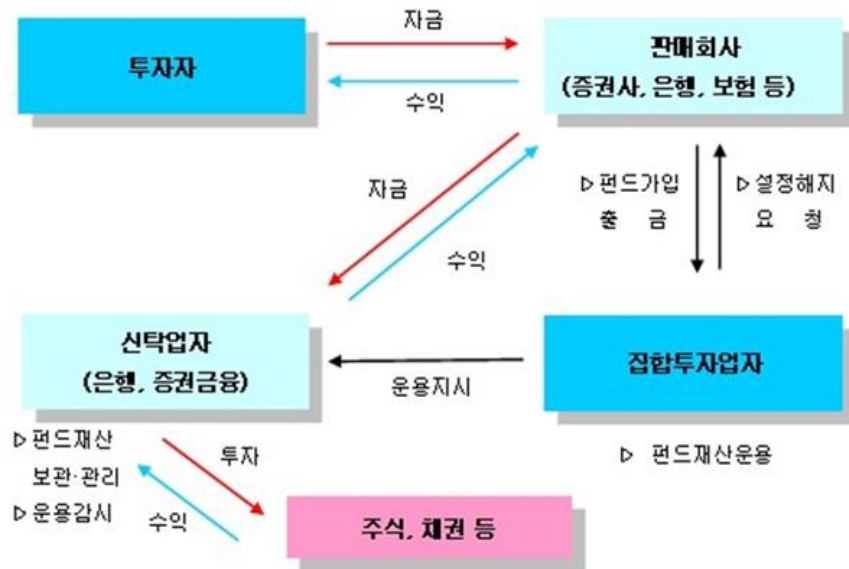 자금
투자자
판매회사
(증권사, 은행, 보험 등)
수익
자금
▷펀드가입
출 금
▷설정해지
요 청
수익
신탁업자
(은행, 증권금융)
집합투자업자
운용지시
▷펀드재산
보관·관리
▷운용감시
투자
수익
▷ 펀드재산운용
주식, 채권 등